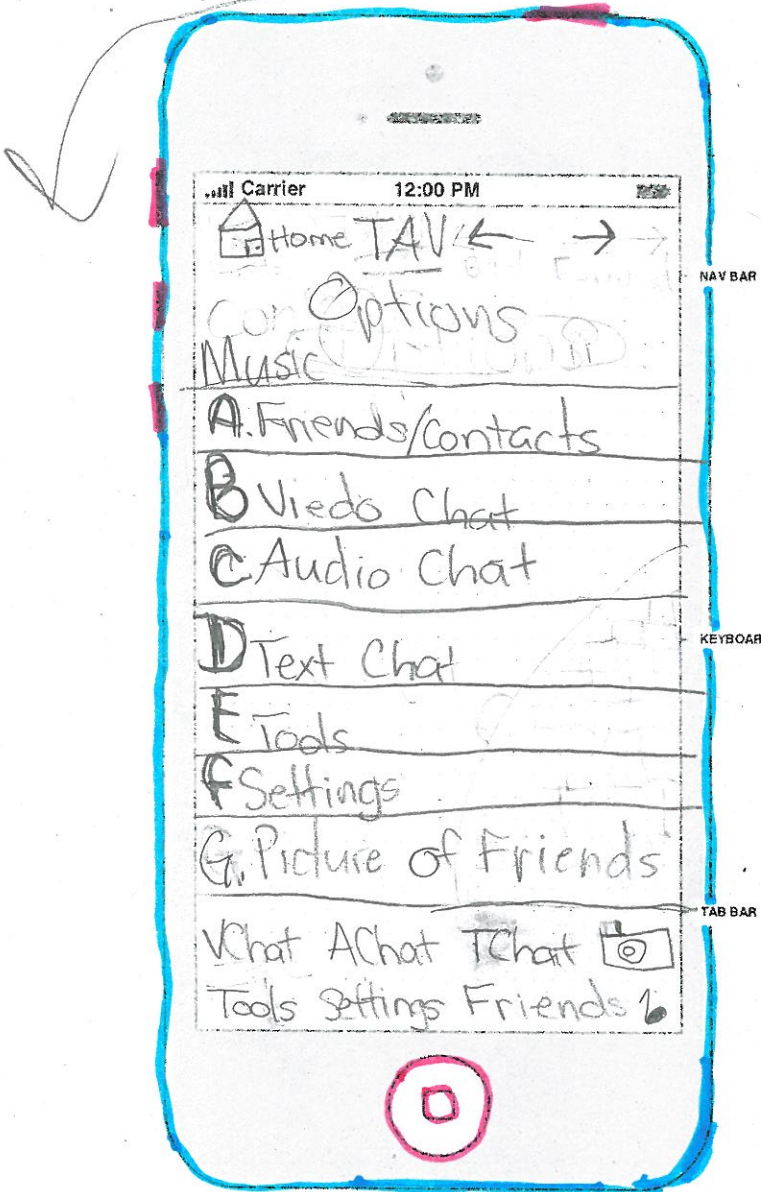 Carrier 12:00 PM
Home TAV
NAV BAR
Options
Music
A. Friends/Contacts
B Viedo Chat
C Audio Chat
KEYBOAR
D Text Chat
E Tools
F Settings
G. Picture of Friends
TAB BAR
VChat AChat TChat
Tools Settings Friends